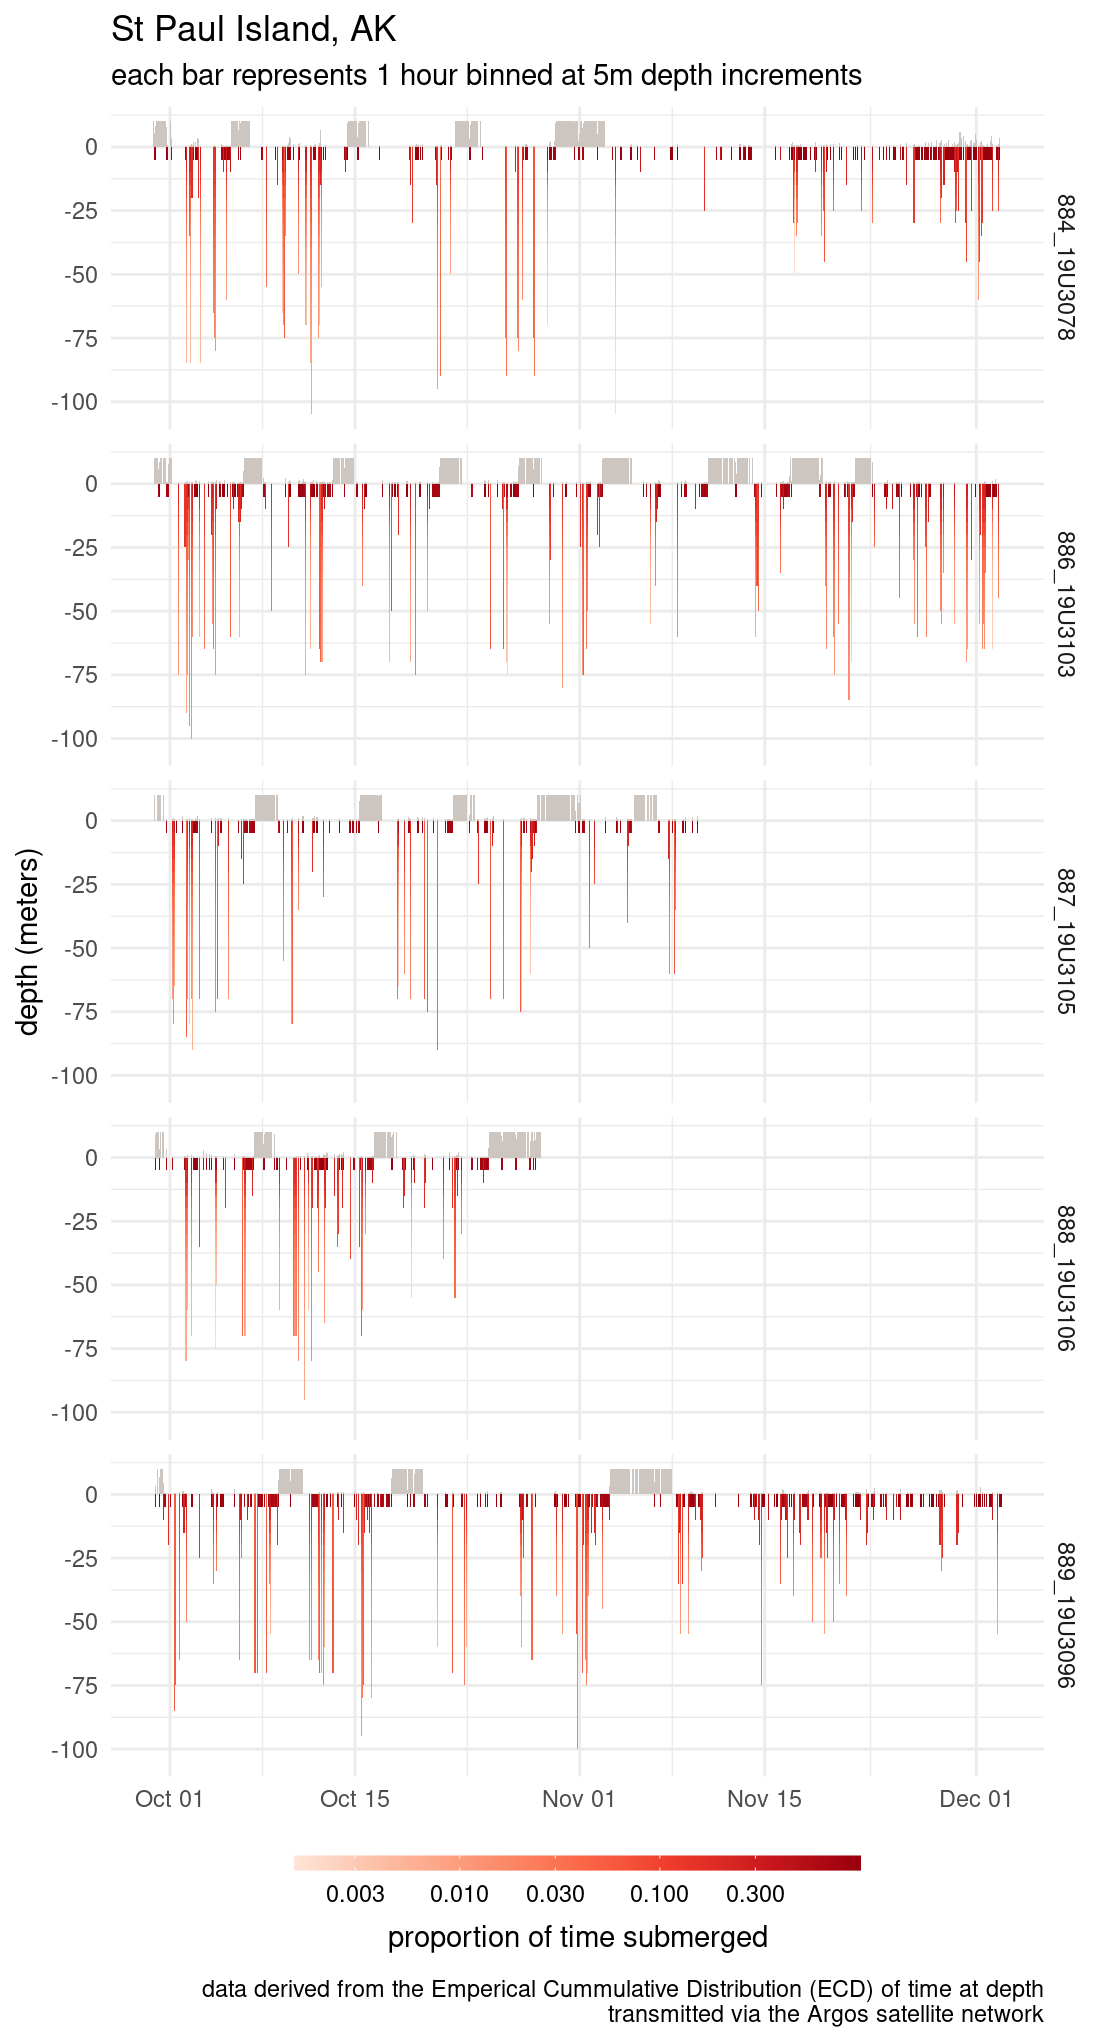 St Paul Island, AK
each bar represents 1 hour binned at 5m depth increments
0
-25
-50
-75
-100
884_19U3078
0
-25
-50
-75
-100
886_19U3103
depth (meters)
0
-25
-50
-75
-100
887_19U3105
0
-25
-50
-75
-100
888_19U3106
0
-25
-50
-75
-100
889_19U3096
Oct 01 Oct 15 Nov 01 Nov 15 Dec 01
0.003 0.010 0.030 0.100 0.300
proportion of time submerged
data derived from the Emperical Cummulative Distribution (ECD) of time at depth
transmitted via the Argos satellite network